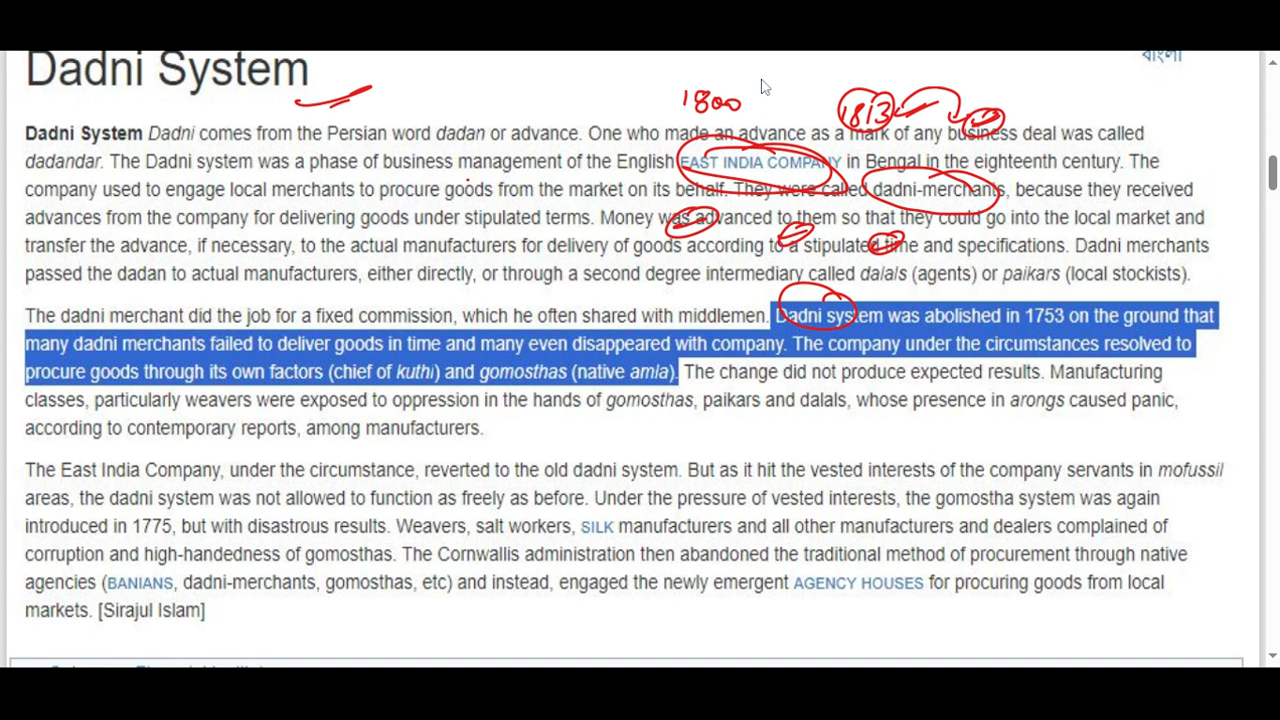 বাংলা
Dadni System
1800
1813
Dadni System Dadni comes from the Persian word dadan or advance. One who made an advance as a mark of any business deal was called
dadandar. The Dadni system was a phase of business management of the English EAST INDIA COMPANY in Bengal in the eighteenth century. The
company used to engage local merchants to procure goods from the market on its behalf. They were called dadni-merchants, because they received
advances from the company for delivering goods under stipulated terms. Money was advanced to them so that they could go into the local market and
transfer the advance, if necessary, to the actual manufacturers for delivery of goods according to a stipulated time and specifications. Dadni merchants
passed the dadan to actual manufacturers, either directly, or through a second degree intermediary called dalals (agents) or paikars (local stockists).
The dadni merchant did the job for a fixed commission, which he often shared with middlemen. Dadni system was abolished in 1753 on the ground that
many dadni merchants failed to deliver goods in time and many even disappeared with company. The company under the circumstances resolved to
procure goods through its own factors (chief of kuthi) and gomosthas (native amla). The change did not produce expected results. Manufacturing
classes, particularly weavers were exposed to oppression in the hands of gomosthas, paikars and dalals, whose presence in arongs caused panic,
according to contemporary reports, among manufacturers.
The East India Company, under the circumstance, reverted to the old dadni system. But as it hit the vested interests of the company servants in mofussil
areas, the dadni system was not allowed to function as freely as before. Under the pressure of vested interests, the gomostha system was again
introduced in 1775, but with disastrous results. Weavers, salt workers, SILK manufacturers and all other manufacturers and dealers complained of
corruption and high-handedness of gomosthas. The Cornwallis administration then abandoned the traditional method of procurement through native
agencies (BANIANS, dadni-merchants, gomosthas, etc) and instead, engaged the newly emergent AGENCY HOUSES for procuring goods from local
markets. [Sirajul Islam]